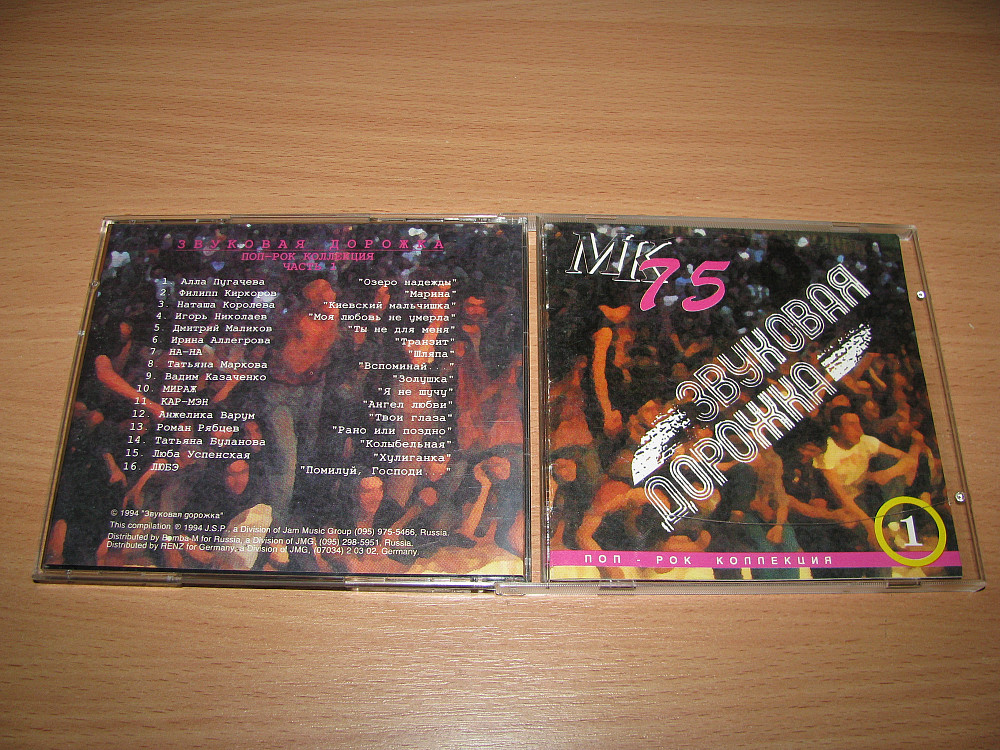 ЗВУКОВАЯ ДОРОЖКА
ПОП-РОК КОЛЛЕКЦИЯ
ЧАСТЬ 1
1. Алла Пугачева "Озеро надежды"
2. Филипп Киркоров "Марина"
3. Наташа Королева "Киевский мальчишка"
4. Игорь Николаев "Моя любовь не умерла"
5. Дмитрий Маликов "Ты не для меня"
6. Ирина Аллегрова "Транзит"
7 НА-НА "Шляпа"
8. Татьяна Маркова "Вспоминай..."
9. Вадим Казаченко "Золушка"
10. МИРАЖ "Я не шучу"
11. КАР-МЭН "Ангел любви"
12. Анжелика Варум "Твои глаза"
13. Роман Рябцев "Рано или поздно"
14. Татьяна Буланова "Колыбельная"
15. Люба Успенская "Хулиганка"
16. ЛЮБЭ "Помилуй, Господи..."
© 1994 "Звуковая дорожка"
This compilation ℗ 1994 J.S.P., a Division of Jam Music Group (095) 975-5466, Russia.
Distributed by Bomba-M for Russia, a Division of JMG, (095) 298-5951, Russia.
Distributed by RENZ for Germany, a Division of JMG, (07034) 2 03 02, Germany.
МК
75
ЗВУКОВАЯ
ДОРОЖКА
1
ПОП - РОК КОЛЛЕКЦИЯ